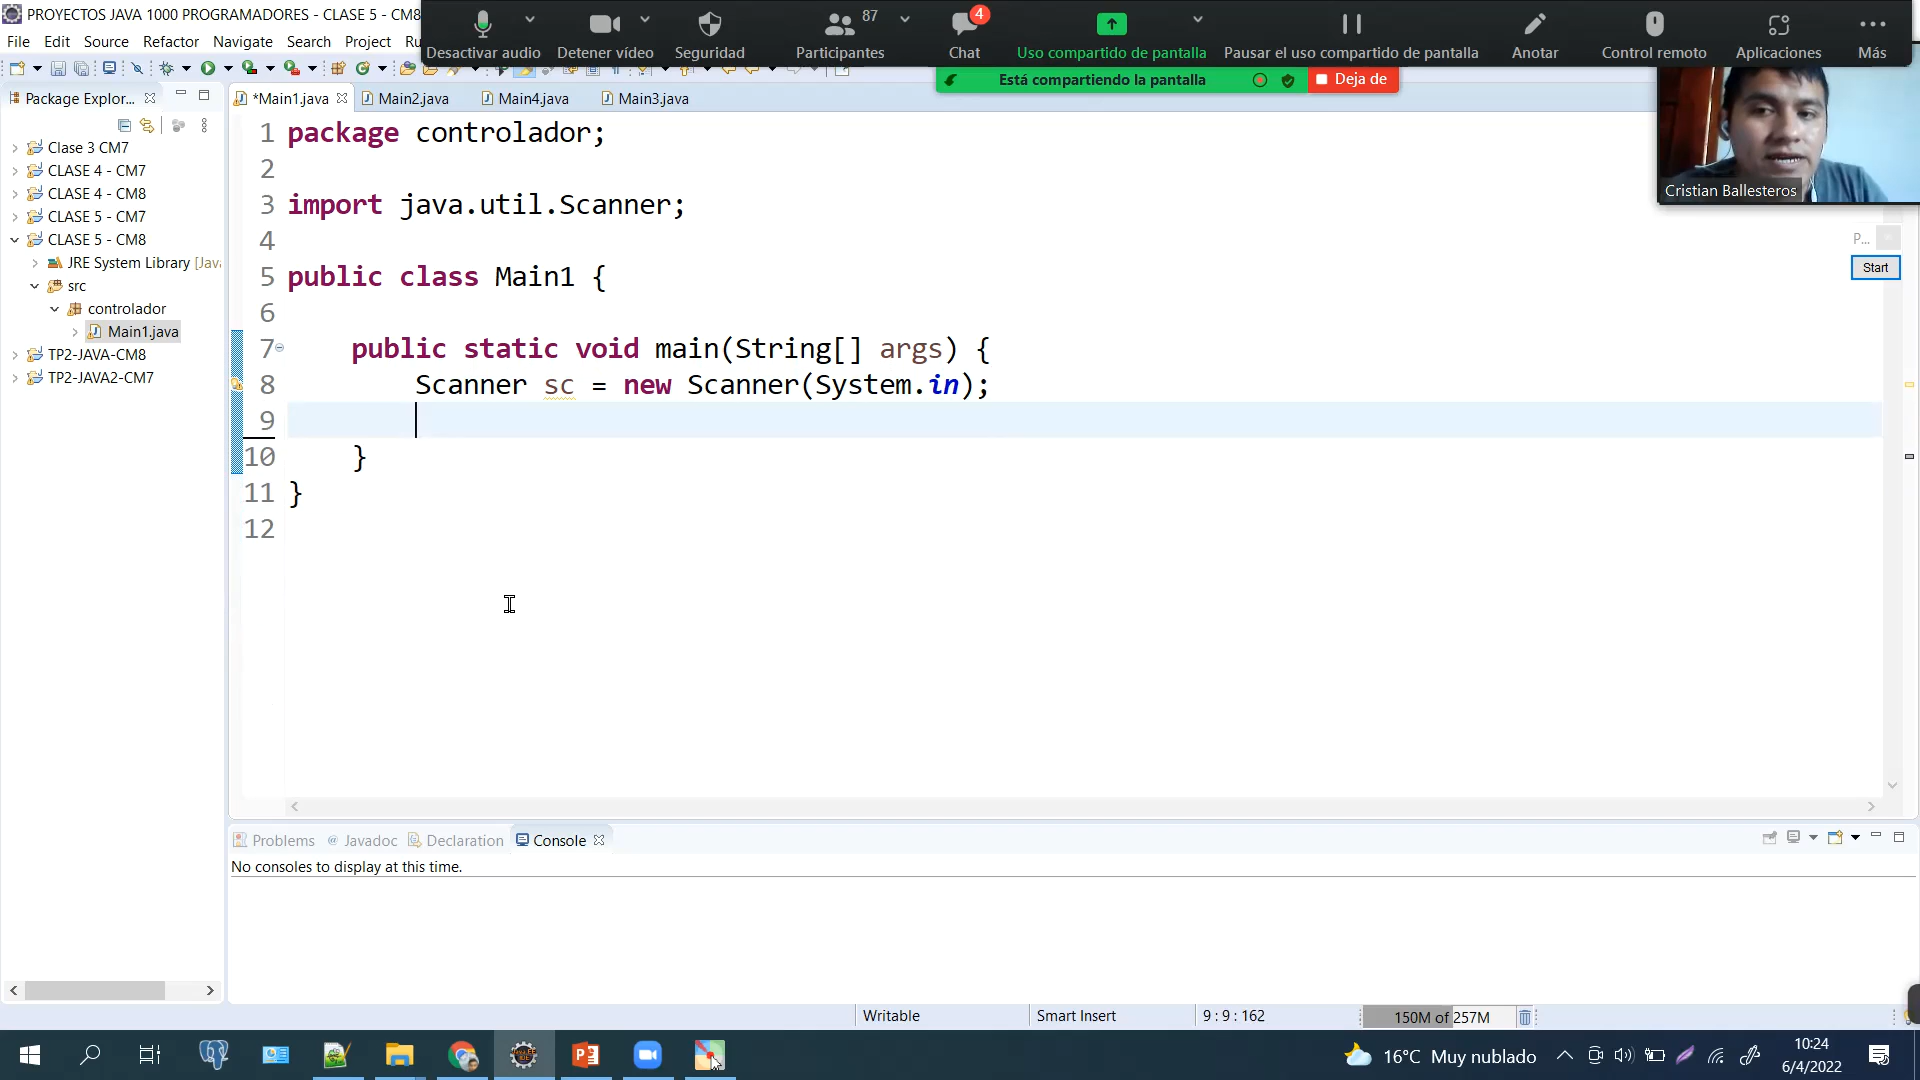 PROYECTOS JAVA 1000 PROGRAMADORES - CLASE 5 - CM8
File Edit Source Refactor Navigate Search Project Ru
Desactivar audio
Detener vídeo
Seguridad
87
Participantes
4
Chat
Uso compartido de pantalla
Pausar el uso compartido de pantalla
Anotar
Control remoto
Aplicaciones
Más
Está compartiendo la pantalla
Deja de
Cristian Ballesteros
P...
Start
Package Explor...
Clase 3 CM7
CLASE 4 - CM7
CLASE 4 - CM8
CLASE 5 - CM7
CLASE 5 - CM8
JRE System Library [Java
src
controlador
Main1.java
TP2-JAVA-CM8
TP2-JAVA2-CM7
*Main1.java Main2.java Main4.java Main3.java
1 package controlador;
2
3 import java.util.Scanner;
4
5 public class Main1 {
6
7 public static void main(String[] args) {
8 Scanner sc = new Scanner(System.in);
9
10 }
11 }
12
Problems @ Javadoc Declaration Console
No consoles to display at this time.
Writable Smart Insert 9 : 9 : 162 150M of 257M
16°C Muy nublado
10:24
6/4/2022